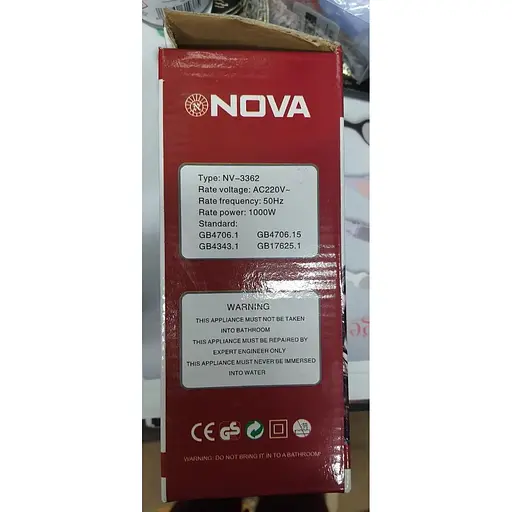 NOVA
Type: NV-3362
Rate voltage: AC220V~
Rate frequency: 50Hz
Rate power: 1000W
Standard:
GB4706.1 GB4706.15
GB4343.1 GB17625.1
WARNING
THIS APPLIANCE MUST NOT BE TAKEN
INTO BATHROOM
THIS APPLIANCE MUST BE REPAIRED BY
EXPERT ENGINEER ONLY
THIS APPLIANCE MUST NEVER BE IMMERSED
INTO WATER
CE GS
WARNING: DO NOT BRING IT IN TO A BATHROOM!